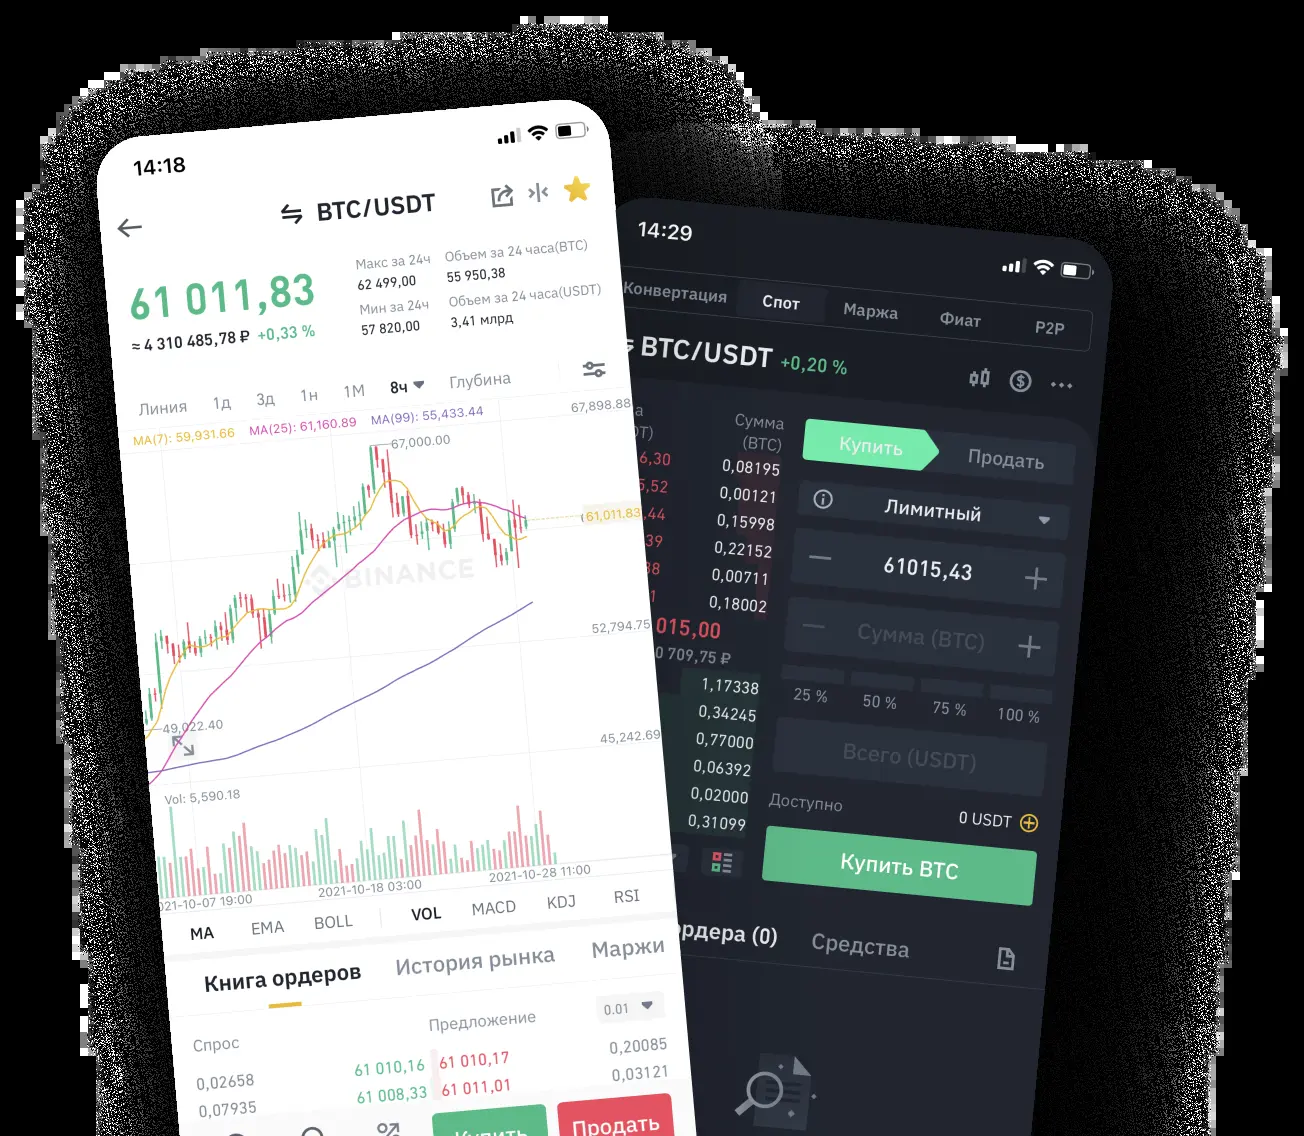 14:18
BTC/USDT
61 011,83
≈ 4 310 485,78 ₽ +0,33 %
Макс за 24ч
62 499,00
Мин за 24ч
57 820,00
Объем за 24 часа(BTC)
55 950,38
Объем за 24 часа(USDT)
3,41 млрд
Линия 1д 3д 1н 1М 8ч Глубина
MA(7): 59,931.66 MA(25): 61,160.89 MA(99): 55,433.44
67,898.88
67,000.00
61,011.83
BINANCE
52,794.75
49,022.40
45,242.69
Vol: 5,590.18
21-10-07 19:00 2021-10-18 03:00 2021-10-28 11:00
MA EMA BOLL VOL MACD KDJ RSI
Книга ордеров История рынка Маржи
Спрос Предложение 0.01
0,02658 61 010,16 61 010,17 0,20085
0,07935 61 008,33 61 011,01 0,03121
Купить Продать
14:29
Конвертация Спот Маржа Фиат P2P
BTC/USDT +0,20 %
Сумма
(BTC)
6,30 0,08195
5,52 0,00121
,44 0,15998
39 0,22152
38 0,00711
1 0,18002
015,00
0 709,75 ₽
1,17338
0,34245
0,77000
0,06392
0,02000
0,31099
Купить Продать
Лимитный
61015,43
Сумма (BTC)
25 % 50 % 75 % 100 %
Всего (USDT)
Доступно 0 USDT
Купить BTC
ордера (0) Средства